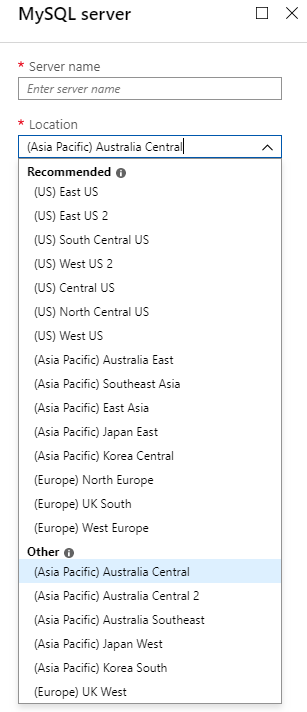 MySQL server
* Server name
Enter server name
* Location
(Asia Pacific) Australia Central
Recommended
(US) East US
(US) East US 2
(US) South Central US
(US) West US 2
(US) Central US
(US) North Central US
(US) West US
(Asia Pacific) Australia East
(Asia Pacific) Southeast Asia
(Asia Pacific) East Asia
(Asia Pacific) Japan East
(Asia Pacific) Korea Central
(Europe) North Europe
(Europe) UK South
(Europe) West Europe
Other
(Asia Pacific) Australia Central
(Asia Pacific) Australia Central 2
(Asia Pacific) Australia Southeast
(Asia Pacific) Japan West
(Asia Pacific) Korea South
(Europe) UK West